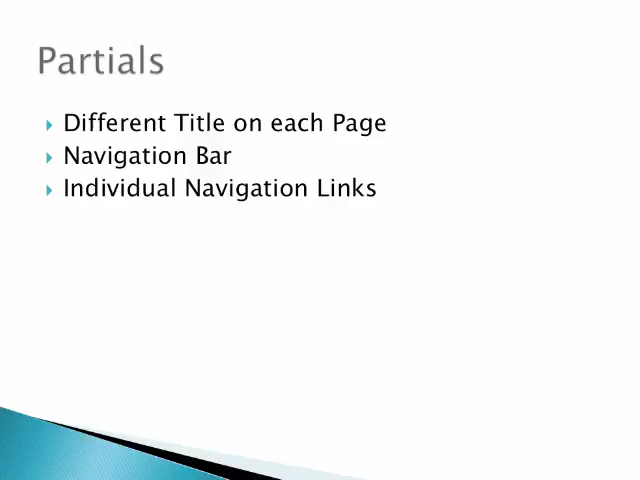 Partials
Different Title on each Page
Navigation Bar
Individual Navigation Links